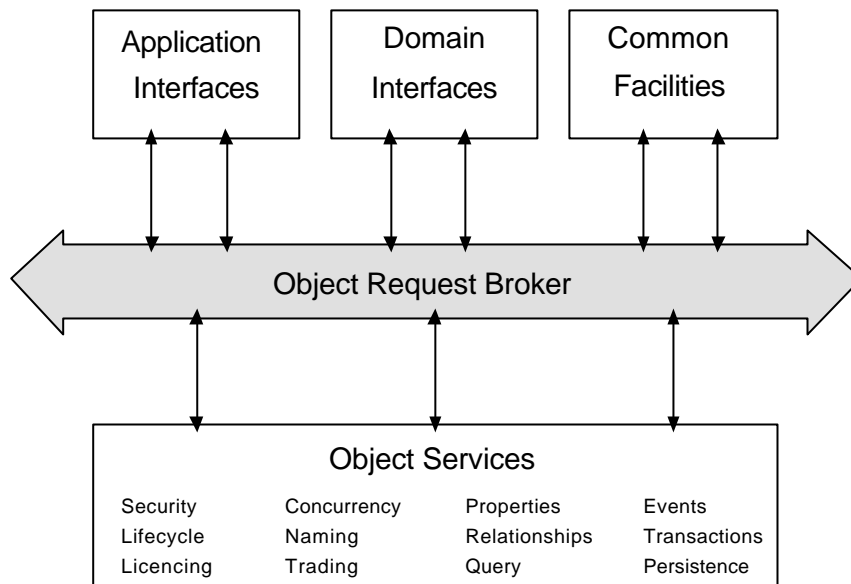 Application
Interfaces
Domain
Interfaces
Common
Facilities
Object Request Broker
Object Services
Security Concurrency Properties Events
Lifecycle Naming Relationships Transactions
Licencing Trading Query Persistence